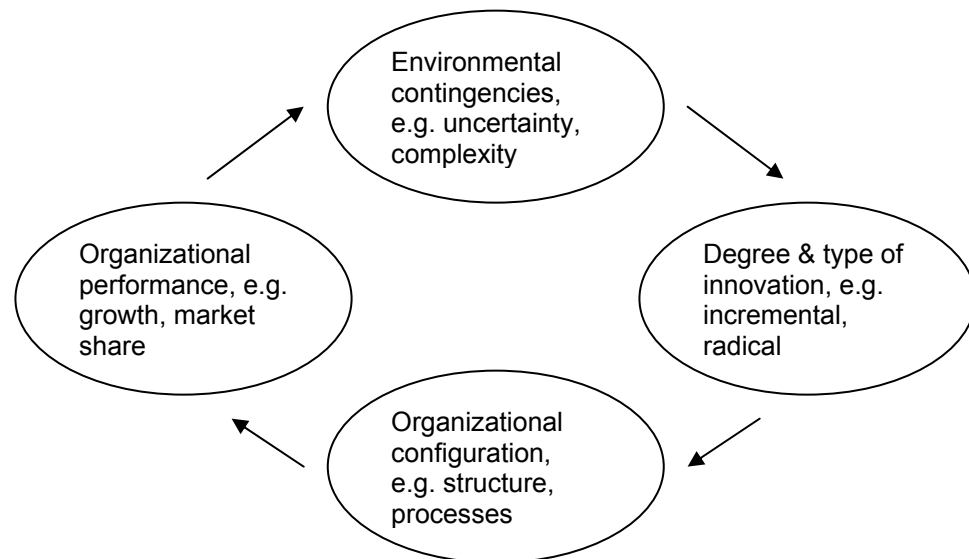 Environmental
contingencies,
e.g. uncertainty,
complexity
Organizational
performance, e.g.
growth, market
share
Degree & type of
innovation, e.g.
incremental,
radical
Organizational
configuration,
e.g. structure,
processes